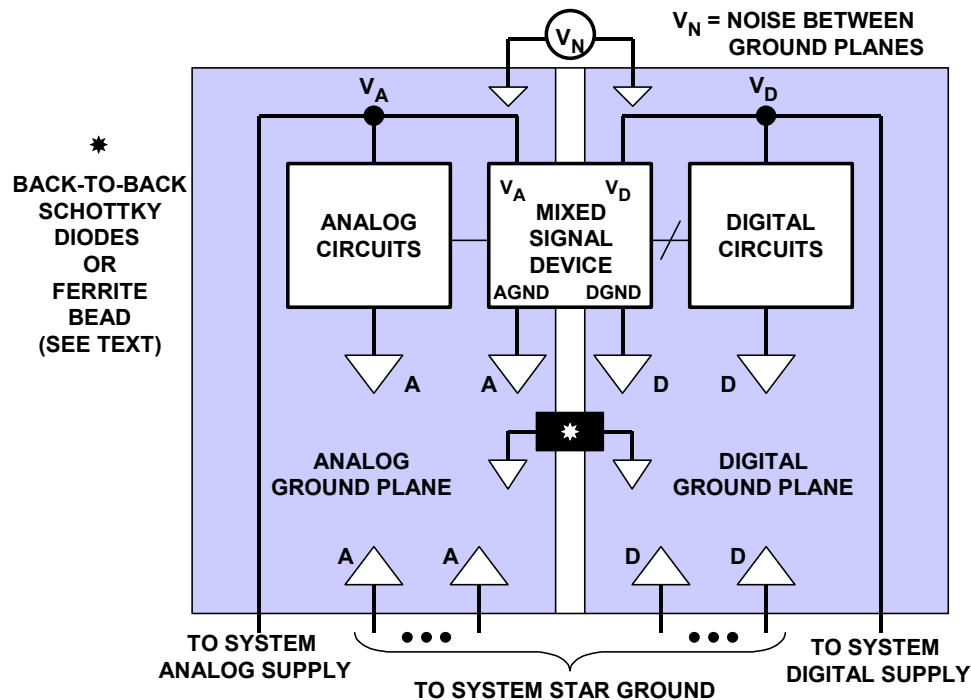 V_N = NOISE BETWEEN
GROUND PLANES
V_N
V_A
V_D
BACK-TO-BACK
SCHOTTKY
DIODES
OR
FERRITE
BEAD
(SEE TEXT)
ANALOG
CIRCUITS
V_A
V_D
MIXED
SIGNAL
DEVICE
AGND
DGND
DIGITAL
CIRCUITS
A
A
D
D
ANALOG
GROUND PLANE
DIGITAL
GROUND PLANE
A
A
D
D
TO SYSTEM
ANALOG SUPPLY
TO SYSTEM STAR GROUND
TO SYSTEM
DIGITAL SUPPLY